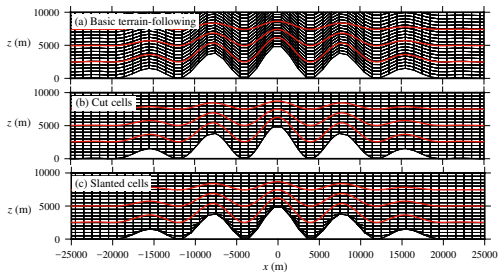 10000
(a) Basic terrain-following
z (m)
5000
0
10000
(b) Cut cells
z (m)
5000
0
10000
(c) Slanted cells
z (m)
5000
0
−25000 −20000 −15000 −10000 −5000 0 5000 10000 15000 20000 25000
x (m)